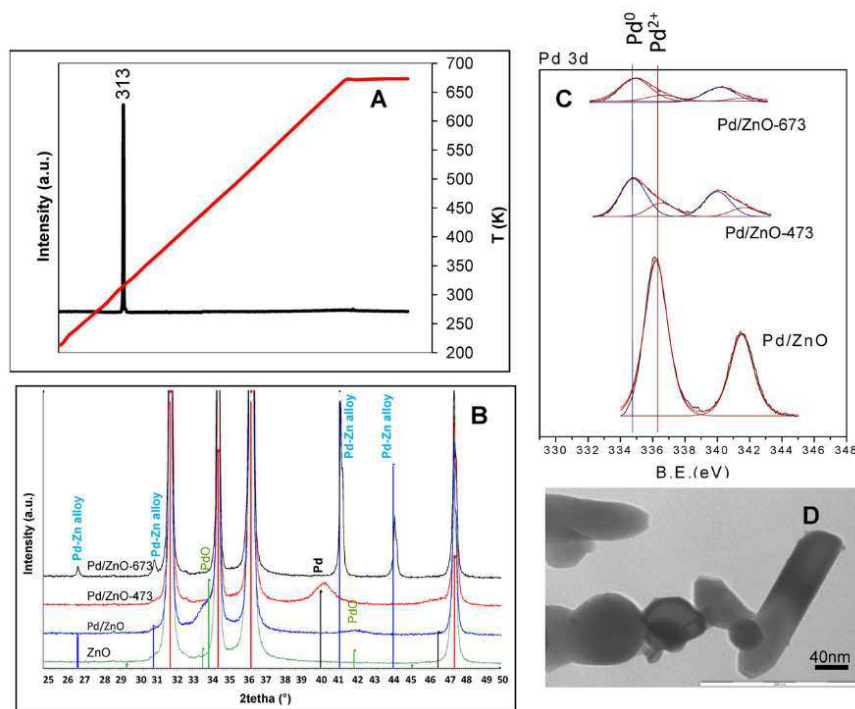 313
A
Intensity (a.u.)
700
650
600
550
500
450
400
350
300
250
200
T (K)
B
Intensity (a.u.)
Pd-Zn alloy
Pd-Zn alloy
PdO
Pd
PdO
Pd-Zn alloy
Pd-Zn alloy
Pd/ZnO-673
Pd/ZnO-473
Pd/ZnO
ZnO
25 26 27 28 29 30 31 32 33 34 35 36 37 38 39 40 41 42 43 44 45 46 47 48 49 50
2tetha (°)
Pd⁰
Pd²⁺
Pd 3d
C
Pd/ZnO-673
Pd/ZnO-473
Pd/ZnO
330 332 334 336 338 340 342 344 346 348
B.E.(eV)
D
40nm